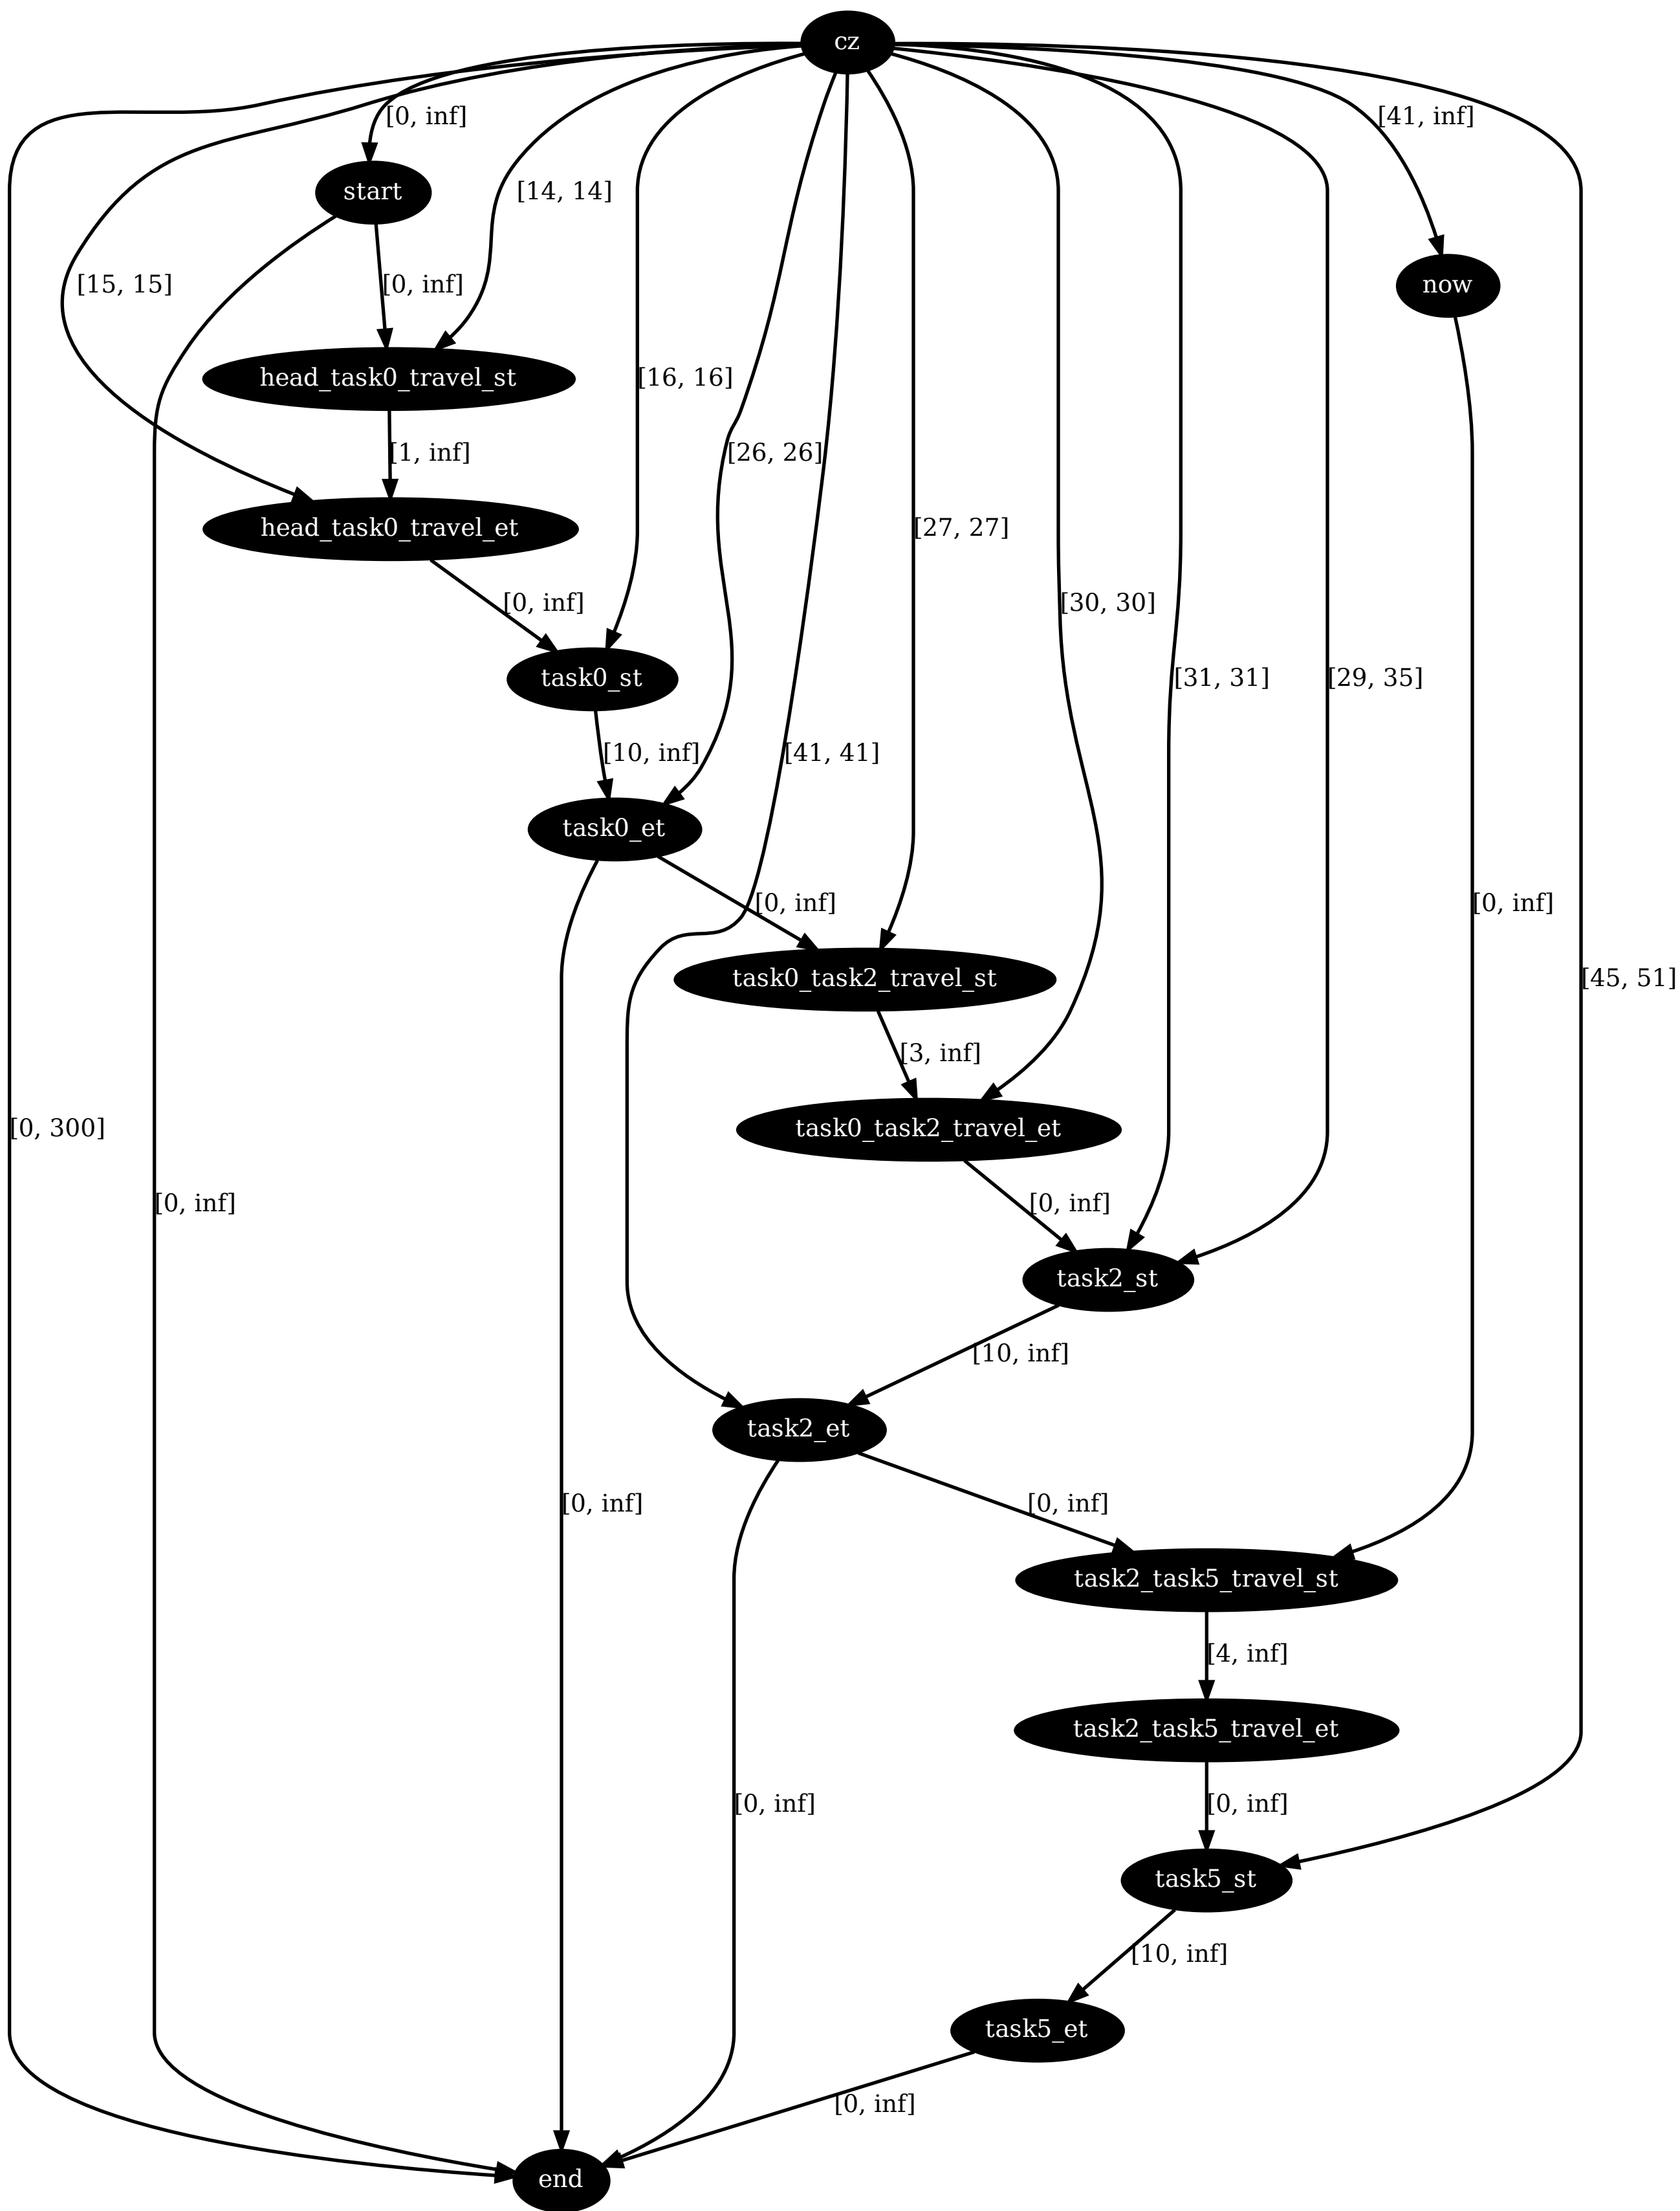 cz
[0, inf]
[41, inf]
start
[14, 14]
[15, 15]
[0, inf]
now
head_task0_travel_st
[16, 16]
[1, inf]
[26, 26]
head_task0_travel_et
[27, 27]
[0, inf]
[30, 30]
task0_st
[31, 31]
[29, 35]
[10, inf]
[41, 41]
task0_et
[0, inf]
[0, inf]
task0_task2_travel_st
[45, 51]
[3, inf]
[0, 300]
task0_task2_travel_et
[0, inf]
[0, inf]
task2_st
[10, inf]
task2_et
[0, inf]
[0, inf]
task2_task5_travel_st
[4, inf]
task2_task5_travel_et
[0, inf]
[0, inf]
task5_st
[10, inf]
task5_et
[0, inf]
end